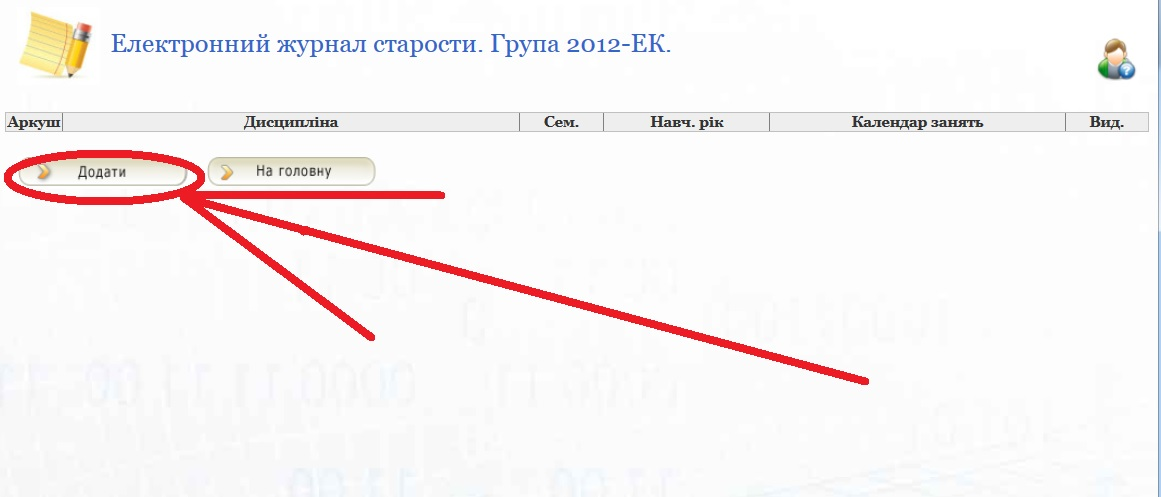 Електронний журнал старости. Група 2012-ЕК.
Аркуш Дисципліна Сем. Навч. рік Календар занять Вид.
Додати На головну